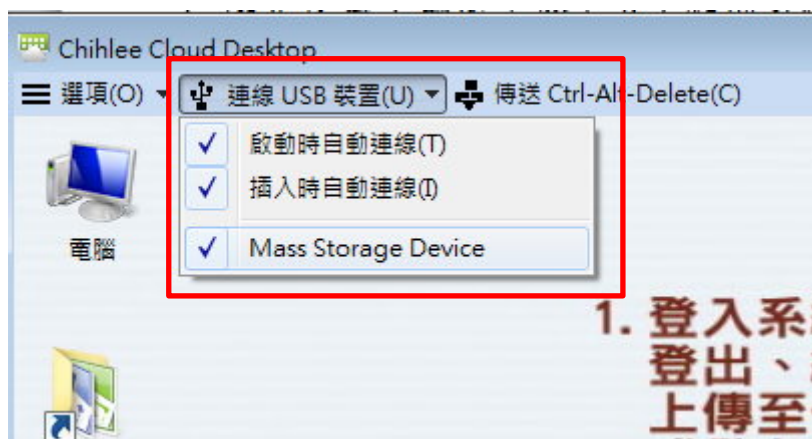 Chihlee Cloud Desktop
選項(O) 連線 USB 裝置(U) 傳送 Ctrl-Alt-Delete(C)
啟動時自動連線(T)
插入時自動連線(I)
電腦
Mass Storage Device
1. 登入系
登出、
上傳至